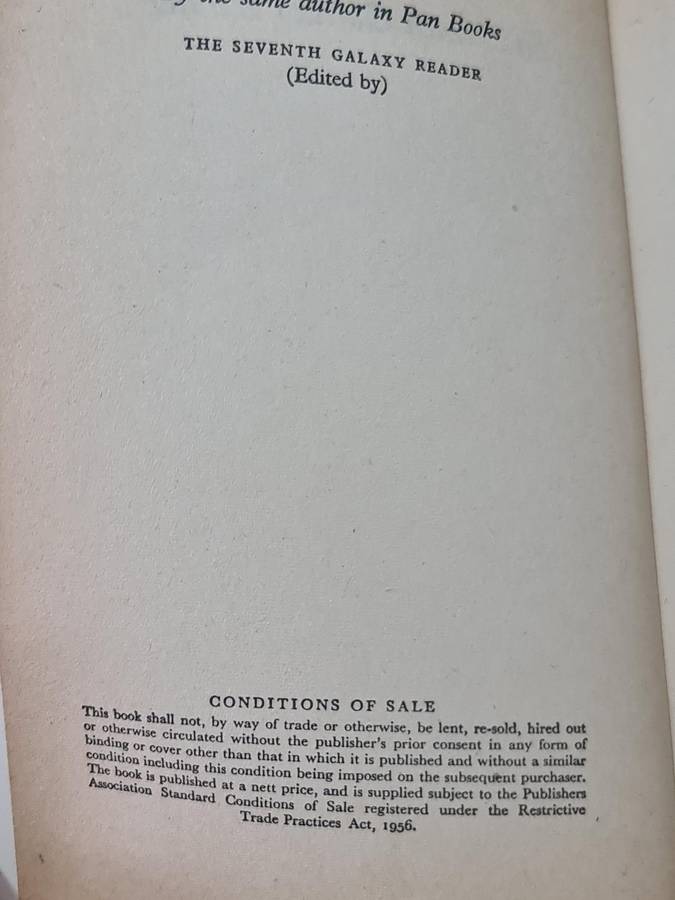 the same author in Pan Books
THE SEVENTH GALAXY READER
(Edited by)
CONDITIONS OF SALE
This book shall not, by way of trade or otherwise, be lent, re-sold, hired out
or otherwise circulated without the publisher's prior consent in any form of
binding or cover other than that in which it is published and without a similar
condition including this condition being imposed on the subsequent purchaser.
The book is published at a nett price, and is supplied subject to the Publishers
Association Standard Conditions of Sale registered under the Restrictive
Trade Practices Act, 1956.